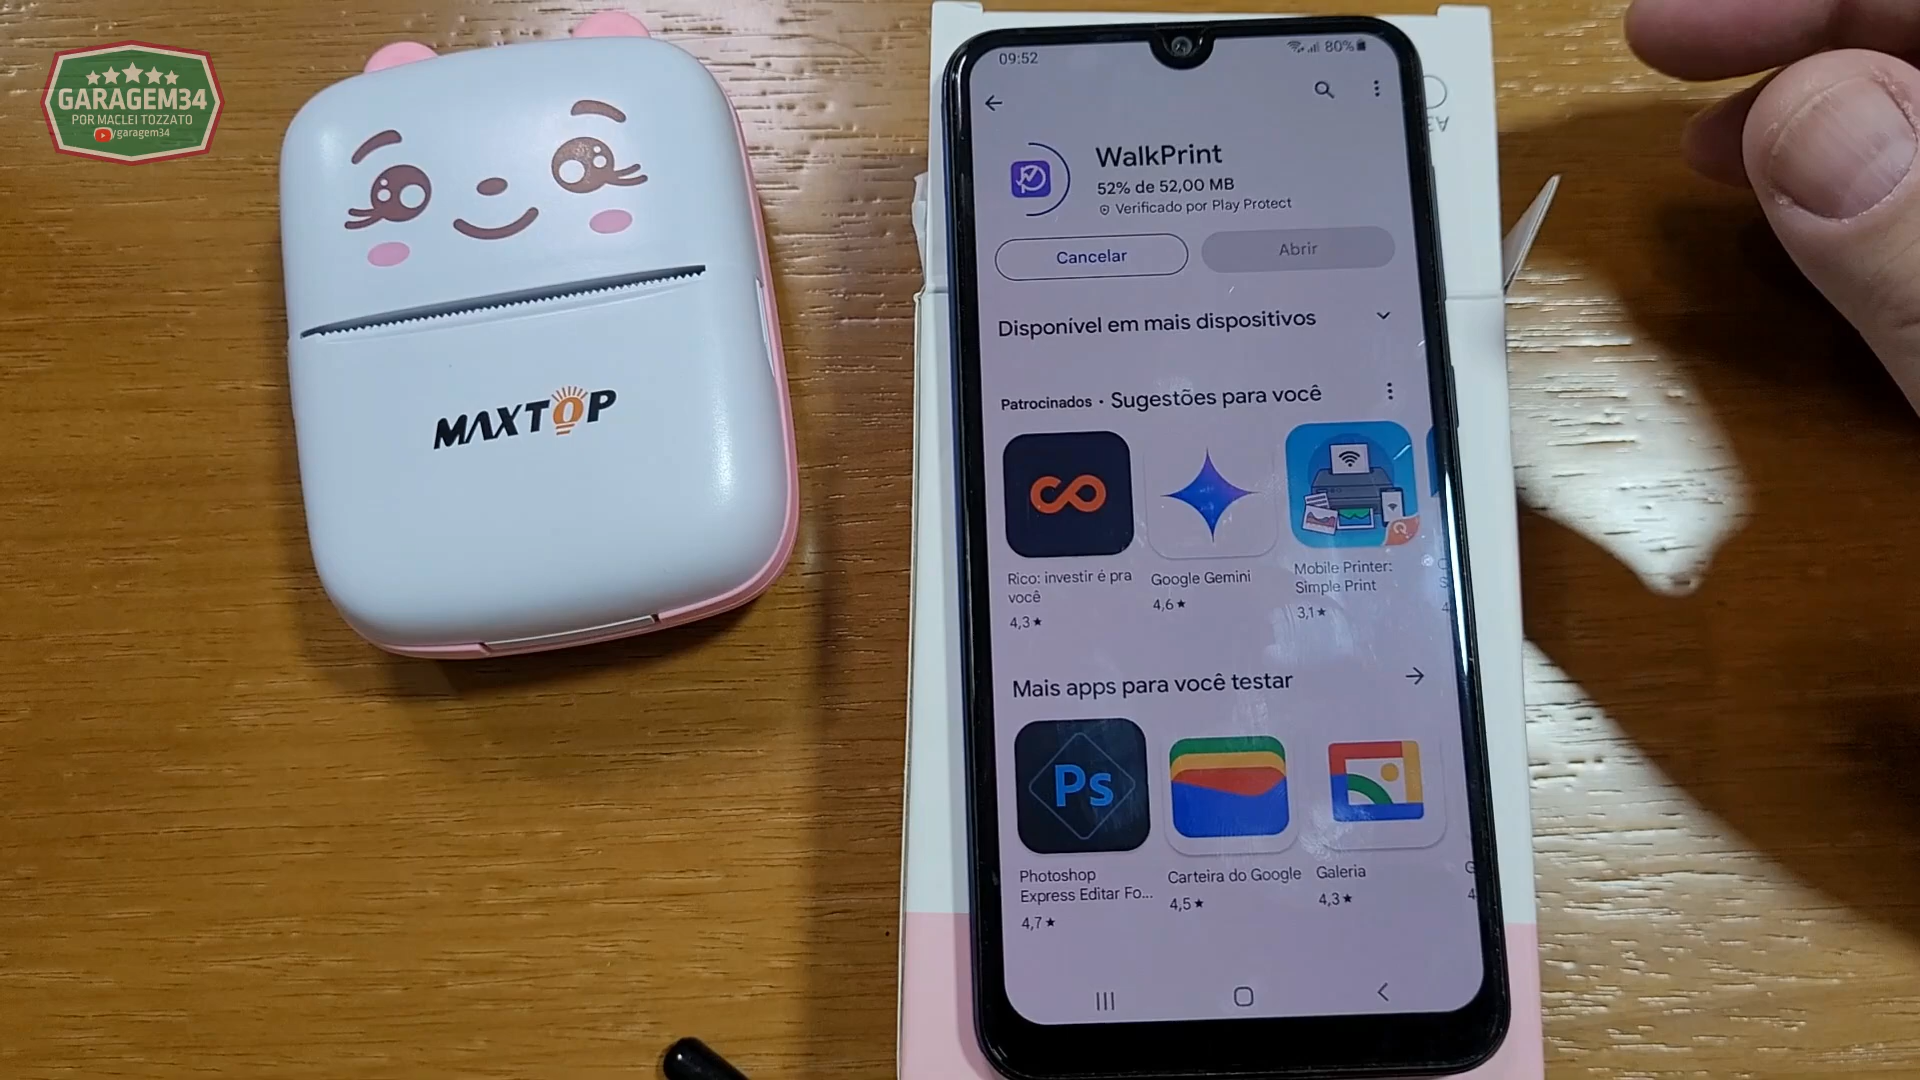 GARAGEM34
POR MACLEI TOZZATO
ygaragem34
MAXTOP
09:52
80%
WalkPrint
52% de 52,00 MB
Verificado por Play Protect
Cancelar
Abrir
Disponível em mais dispositivos
Patrocinados · Sugestões para você
Rico: investir é pra
você
4,3★
Google Gemini
4,6★
Mobile Printer:
Simple Print
3,1★
Mais apps para você testar
Ps
Photoshop
Express Editar Fo...
4,7★
Carteira do Google
4,5★
Galeria
4,3★
G
4